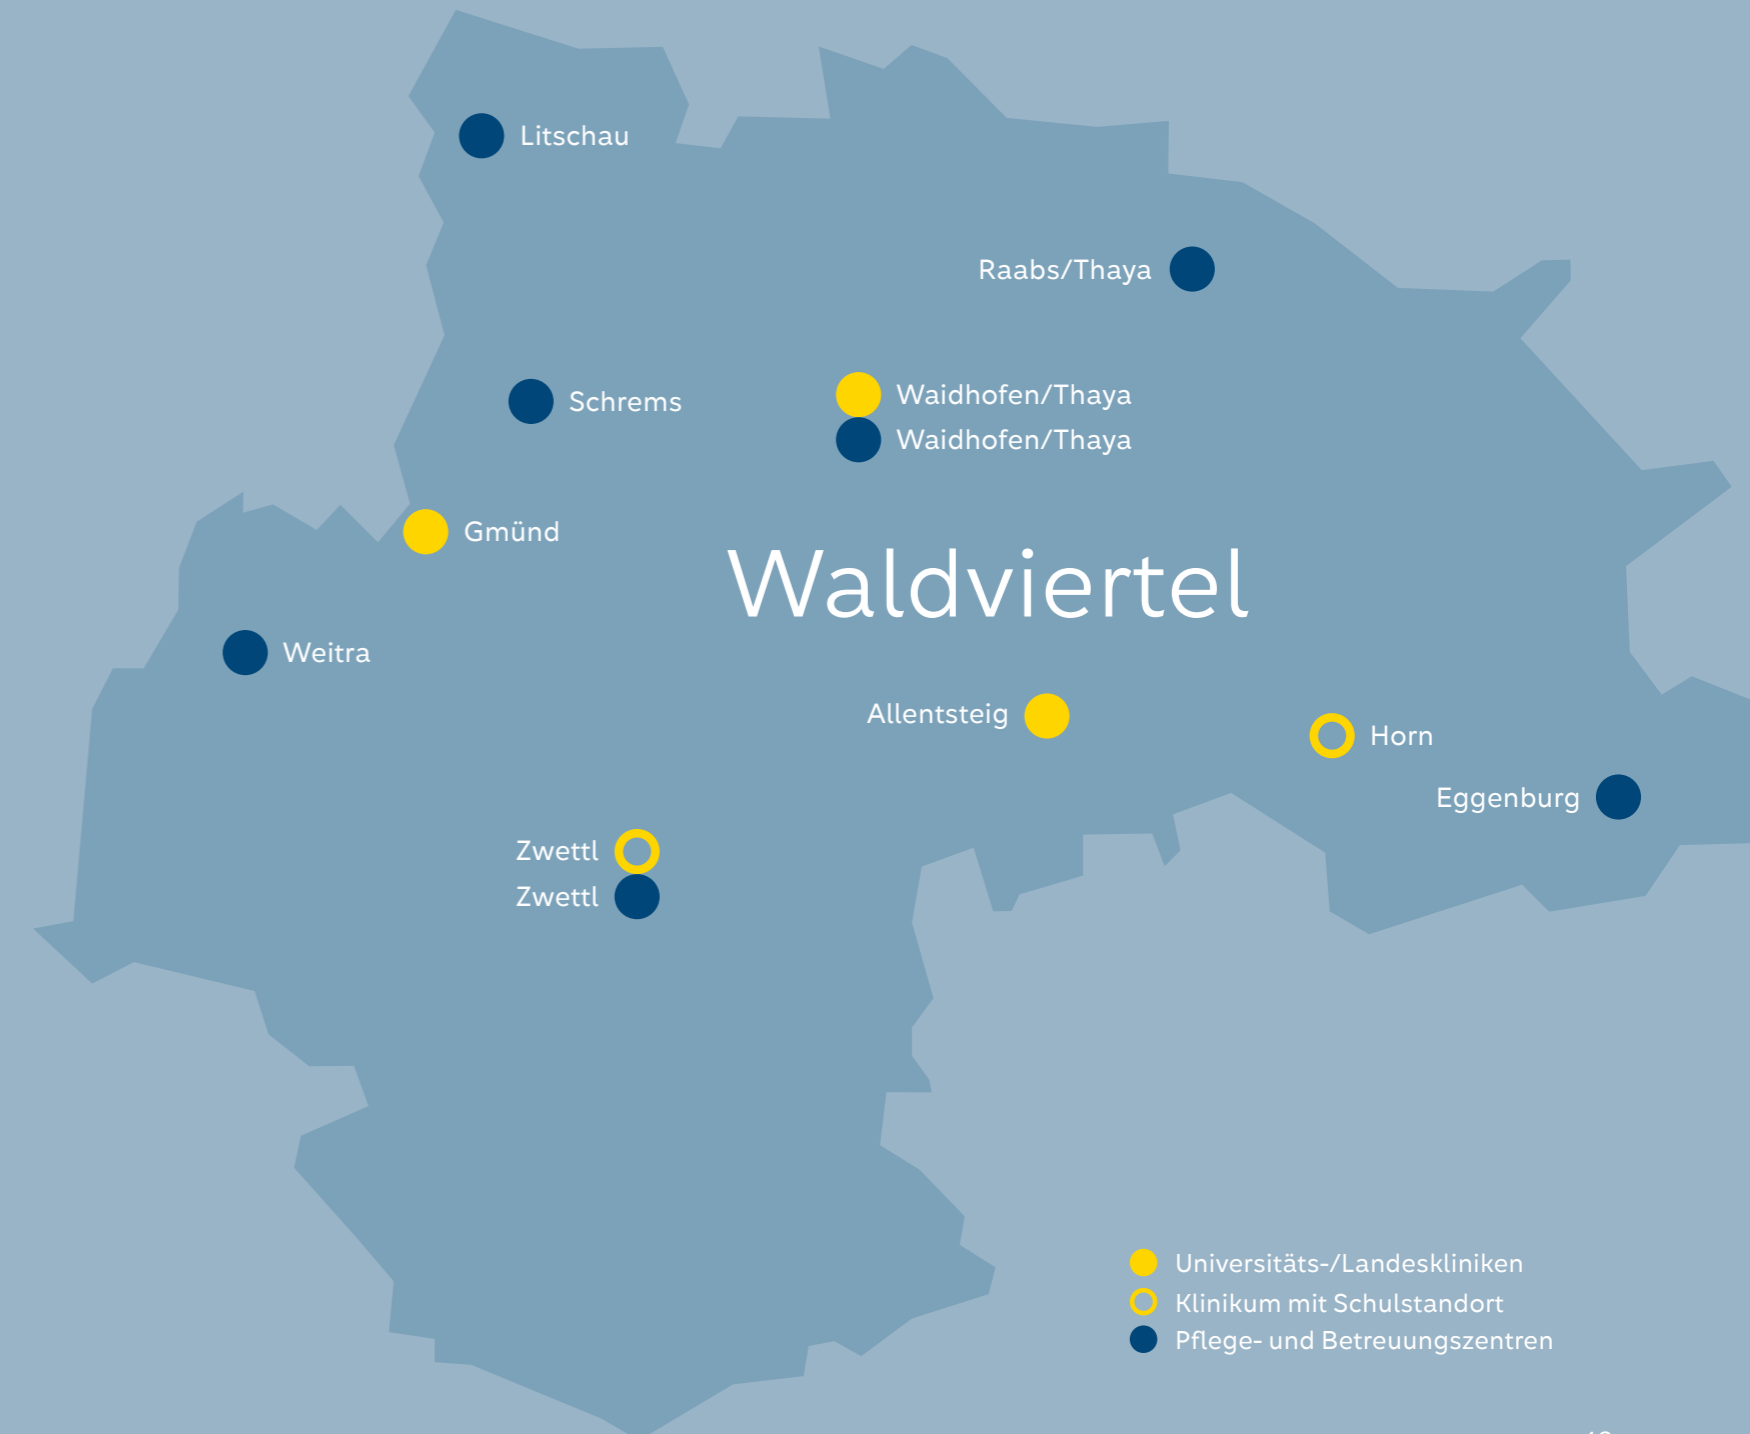 Litschau
Raabs/Thaya
Schrems
Waidhofen/Thaya
Waidhofen/Thaya
Gmünd
Waldviertel
Weitra
Allentsteig
Horn
Eggenburg
Zwettl
Zwettl
Universitäts-/Landeskliniken
Klinikum mit Schulstandort
Pflege- und Betreuungszentren